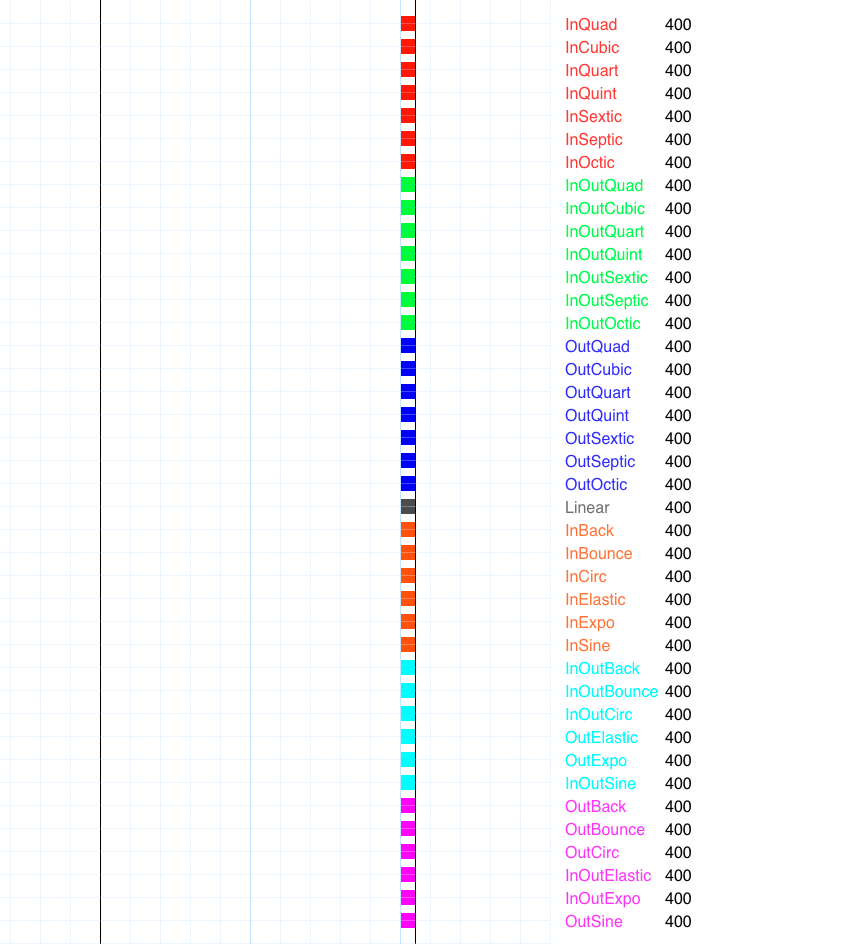 InQuad 400
InCubic 400
InQuart 400
InQuint 400
InSextic 400
InSeptic 400
InOctic 400
InOutQuad 400
InOutCubic 400
InOutQuart 400
InOutQuint 400
InOutSextic 400
InOutSeptic 400
InOutOctic 400
OutQuad 400
OutCubic 400
OutQuart 400
OutQuint 400
OutSextic 400
OutSeptic 400
OutOctic 400
Linear 400
InBack 400
InBounce 400
InCirc 400
InElastic 400
InExpo 400
InSine 400
InOutBack 400
InOutBounce 400
InOutCirc 400
OutElastic 400
OutExpo 400
InOutSine 400
OutBack 400
OutBounce 400
OutCirc 400
InOutElastic 400
InOutExpo 400
OutSine 400